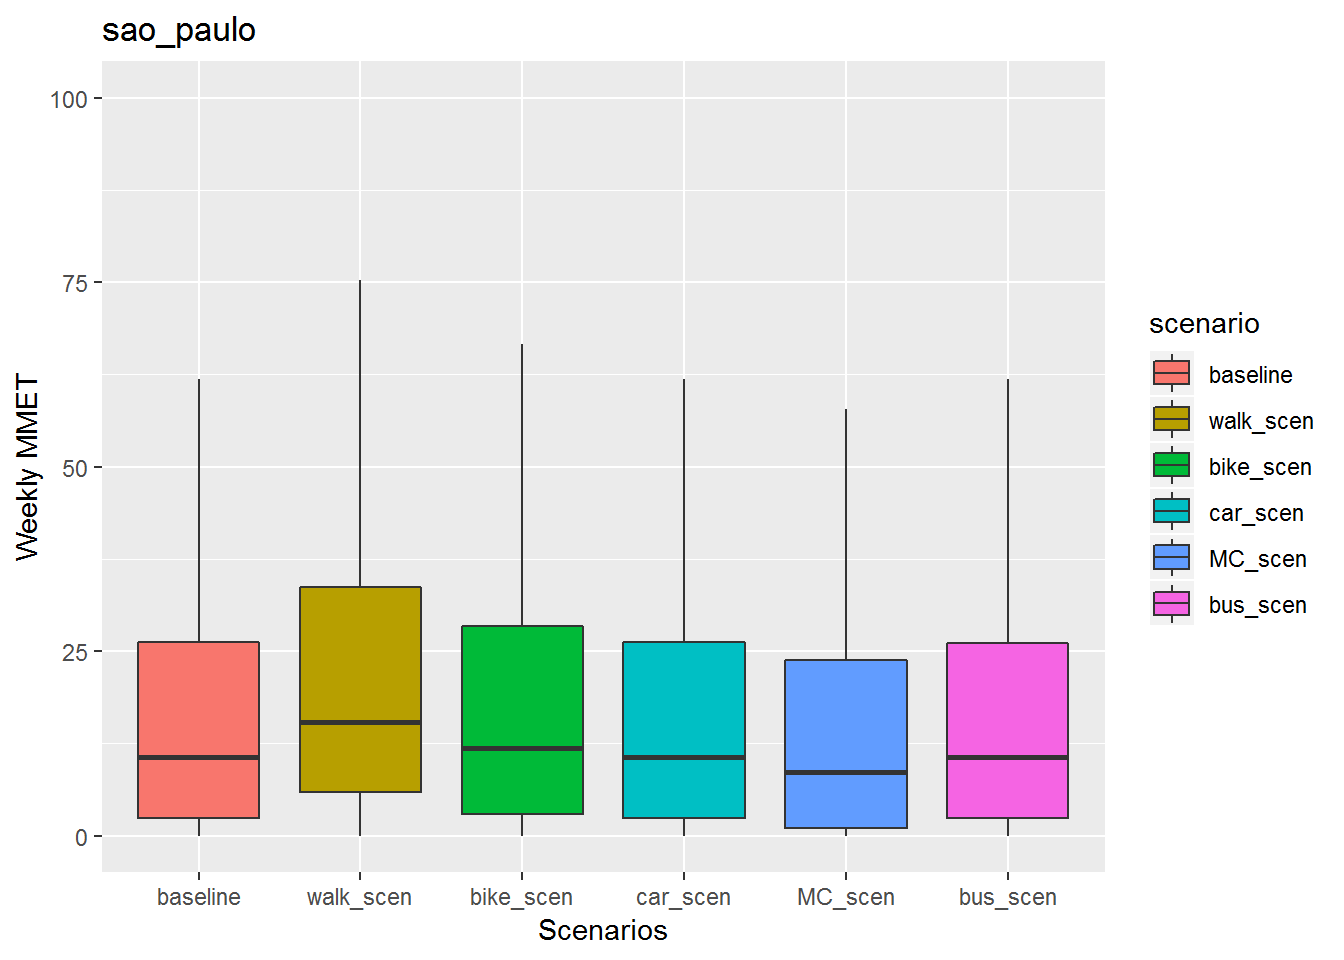 sao_paulo
100
75
50
25
0
Weekly MMET
baseline
walk_scen
bike_scen
car_scen
MC_scen
bus_scen
Scenarios
scenario
baseline
walk_scen
bike_scen
car_scen
MC_scen
bus_scen